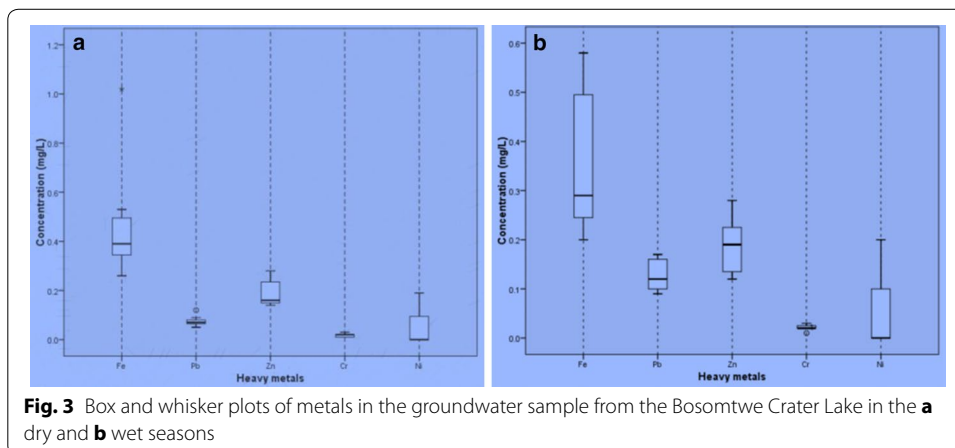 a
b
1.2
1.0
0.8
0.6
0.4
0.2
0.0
Concentration (mg/L)
Fe Pb Zn Cr Ni
Heavy metals
0.6
0.5
0.4
0.3
0.2
0.1
0.0
Concentration (mg/L)
Fe Pb Zn Cr Ni
Heavy metals
Fig. 3 Box and whisker plots of metals in the groundwater sample from the Bosomtwe Crater Lake in the a
dry and b wet seasons